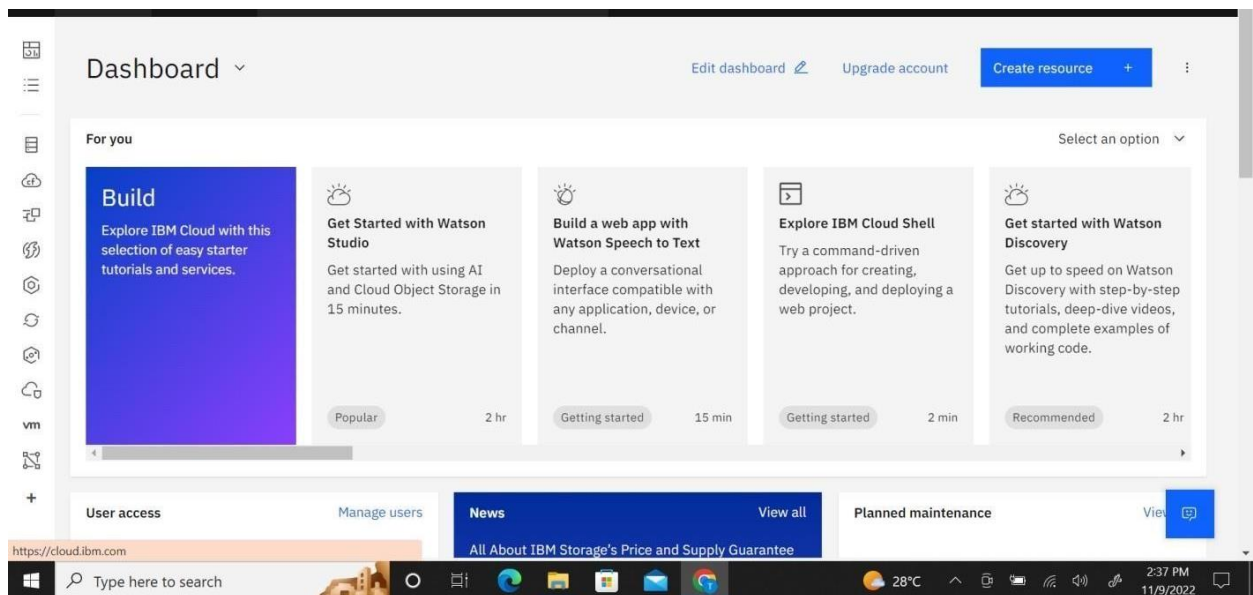 Dashboard
Edit dashboard
Upgrade account
Create resource +
For you
Select an option
Build
Explore IBM Cloud with this
selection of easy starter
tutorials and services.
Get Started with Watson
Studio
Get started with using AI
and Cloud Object Storage in
15 minutes.
Popular
2 hr
Build a web app with
Watson Speech to Text
Deploy a conversational
interface compatible with
any application, device, or
channel.
Getting started
15 min
Explore IBM Cloud Shell
Try a command-driven
approach for creating,
developing, and deploying a
web project.
Getting started
2 min
Get started with Watson
Discovery
Get up to speed on Watson
Discovery with step-by-step
tutorials, deep-dive videos,
and complete examples of
working code.
Recommended
2 hr
vm
+
User access
Manage users
News
View all
All About IBM Storage's Price and Supply Guarantee
Planned maintenance
https://cloud.ibm.com
Type here to search
28°C
2:37 PM
11/9/2022